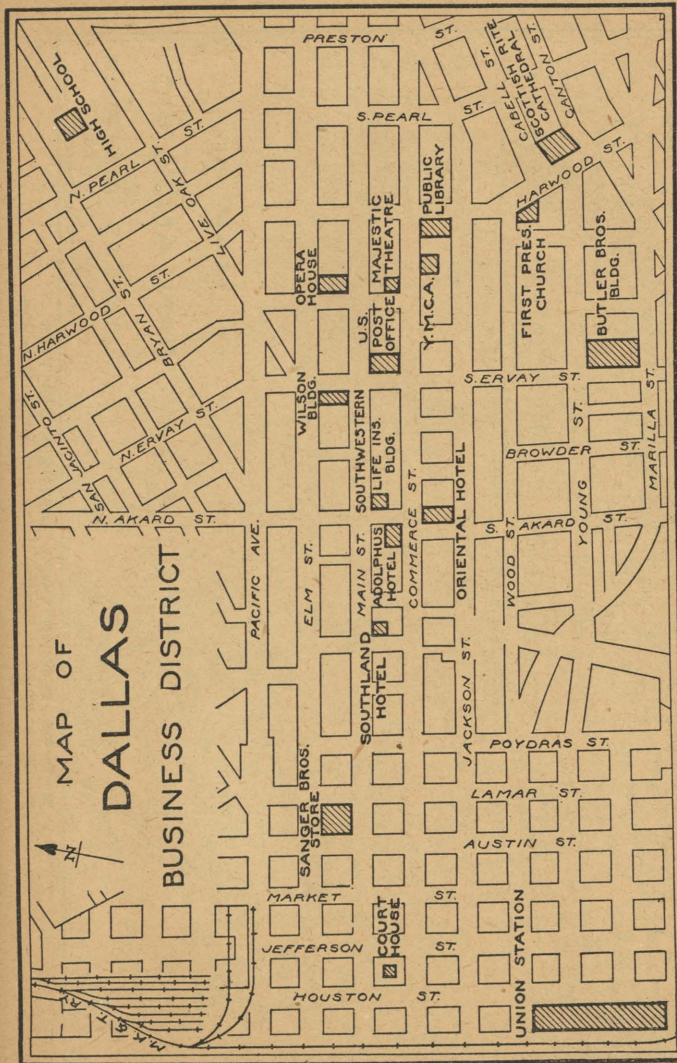 MAP OF
DALLAS
BUSINESS DISTRICT
N
M.K. & T. RY.
HIGH SCHOOL
N. PEARL ST.
LIVE OAK ST.
N. HARWOOD ST.
BRYAN ST.
SAN JACINTO ST.
N. ERVAY ST.
N. AKARD ST.
PACIFIC AVE.
ELM ST.
MAIN ST.
COMMERCE ST.
JACKSON ST.
WOOD ST.
YOUNG ST.
MARILLA ST.
PRESTON ST.
S. PEARL ST.
CABELL ST.
SCOTTISH RITE
CATHEDRAL
CANTON ST.
HARWOOD ST.
OPERA
HOUSE
MAJESTIC
THEATRE
PUBLIC
LIBRARY
Y.M.C.A.
U.S.
POST
OFFICE
FIRST PRES.
CHURCH
BUTLER BROS.
BLDG.
WILSON
BLDG.
SOUTHWESTERN
LIFE INS.
BLDG.
S. ERVAY ST.
BROWDER ST.
S. AKARD ST.
ADOLPHUS
HOTEL
ORIENTAL HOTEL
SOUTHLAND
HOTEL
SANGER BROS.
STORE
POYDRAS ST.
LAMAR ST.
AUSTIN ST.
MARKET ST.
JEFFERSON ST.
HOUSTON ST.
COURT
HOUSE
UNION STATION